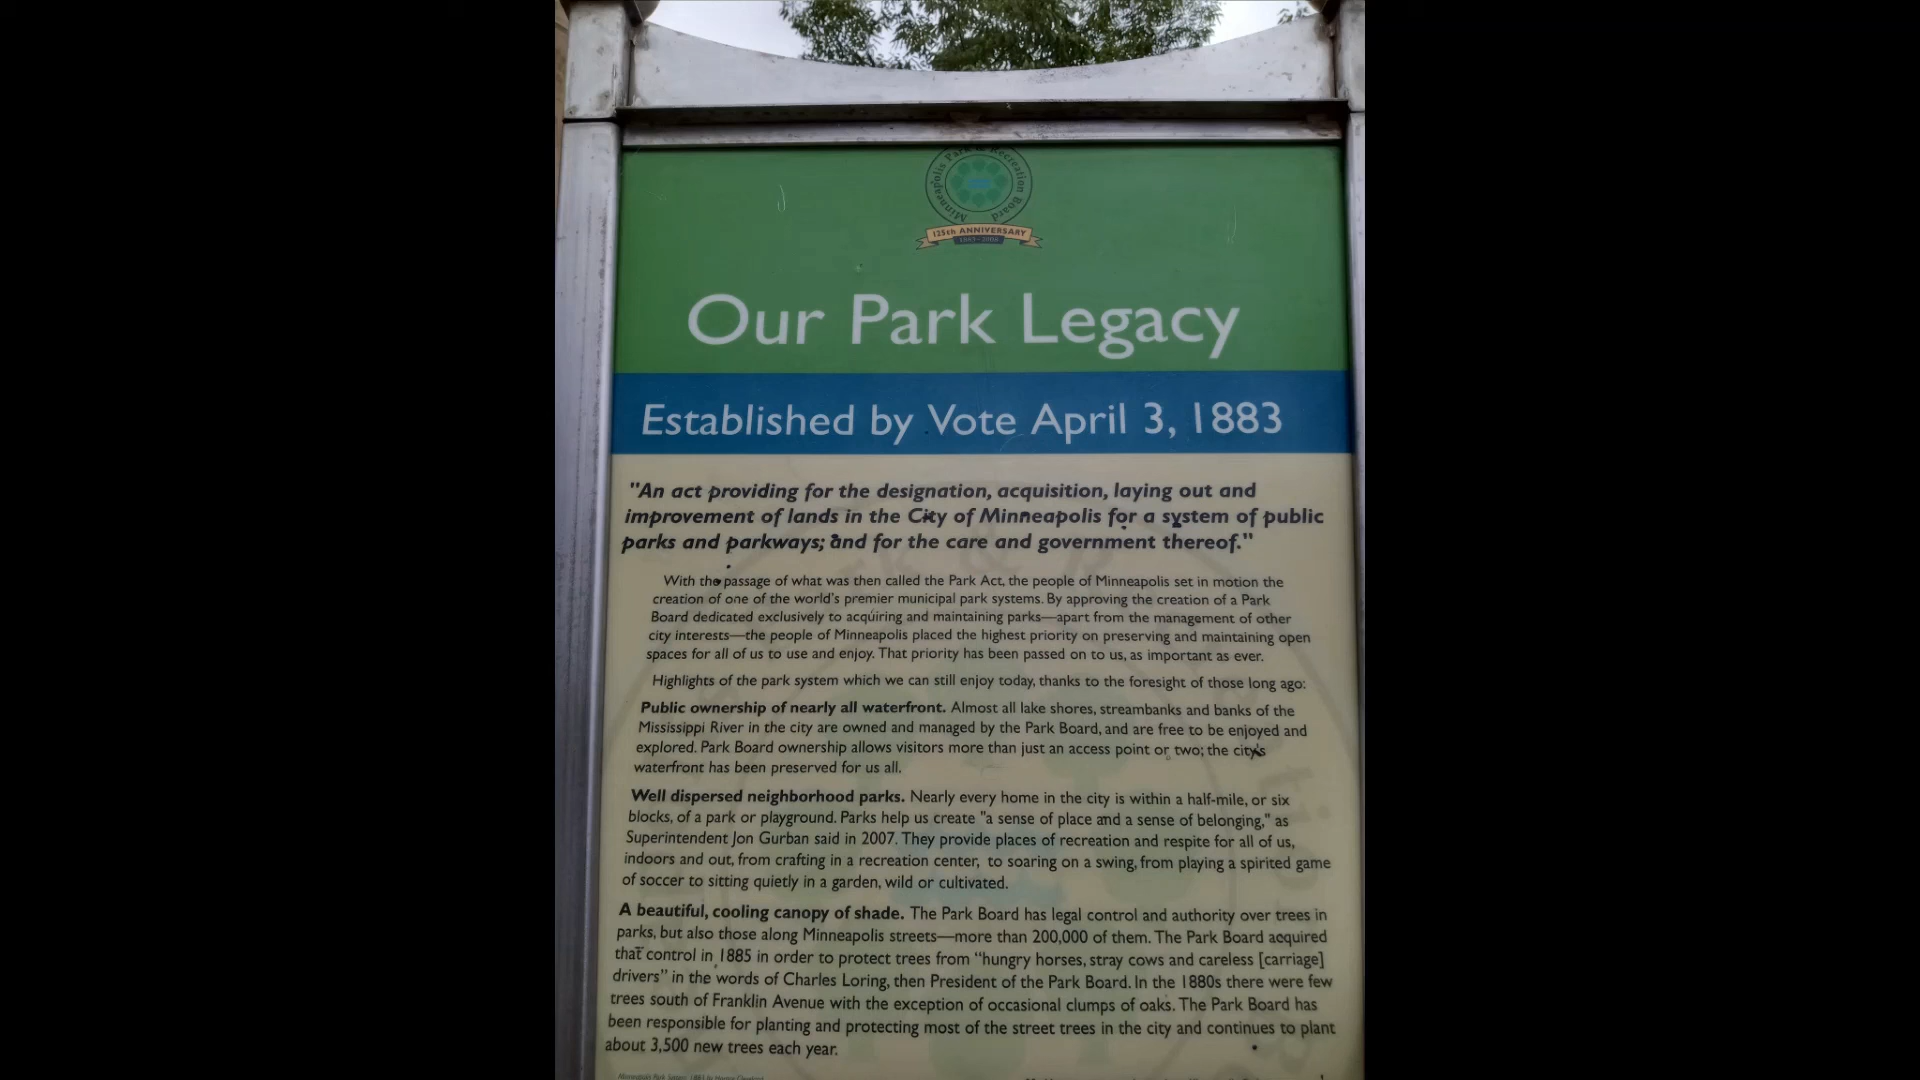 Minneapolis Park & Recreation Board
125th ANNIVERSARY
1883 - 2008
Our Park Legacy
Established by Vote April 3, 1883
"An act providing for the designation, acquisition, laying out and
improvement of lands in the City of Minneapolis for a system of public
parks and parkways; and for the care and government thereof."
With the passage of what was then called the Park Act, the people of Minneapolis set in motion the
creation of one of the world's premier municipal park systems. By approving the creation of a Park
Board dedicated exclusively to acquiring and maintaining parks—apart from the management of other
city interests—the people of Minneapolis placed the highest priority on preserving and maintaining open
spaces for all of us to use and enjoy. That priority has been passed on to us, as important as ever.
Highlights of the park system which we can still enjoy today, thanks to the foresight of those long ago:
Public ownership of nearly all waterfront. Almost all lake shores, streambanks and banks of the
Mississippi River in the city are owned and managed by the Park Board, and are free to be enjoyed and
explored. Park Board ownership allows visitors more than just an access point or two; the city's
waterfront has been preserved for us all.
Well dispersed neighborhood parks. Nearly every home in the city is within a half-mile, or six
blocks, of a park or playground. Parks help us create "a sense of place and a sense of belonging," as
Superintendent Jon Gurban said in 2007. They provide places of recreation and respite for all of us,
indoors and out, from crafting in a recreation center, to soaring on a swing, from playing a spirited game
of soccer to sitting quietly in a garden, wild or cultivated.
A beautiful, cooling canopy of shade. The Park Board has legal control and authority over trees in
parks, but also those along Minneapolis streets—more than 200,000 of them. The Park Board acquired
that control in 1885 in order to protect trees from "hungry horses, stray cows and careless [carriage]
drivers" in the words of Charles Loring, then President of the Park Board. In the 1880s there were few
trees south of Franklin Avenue with the exception of occasional clumps of oaks. The Park Board has
been responsible for planting and protecting most of the street trees in the city and continues to plant
about 3,500 new trees each year.